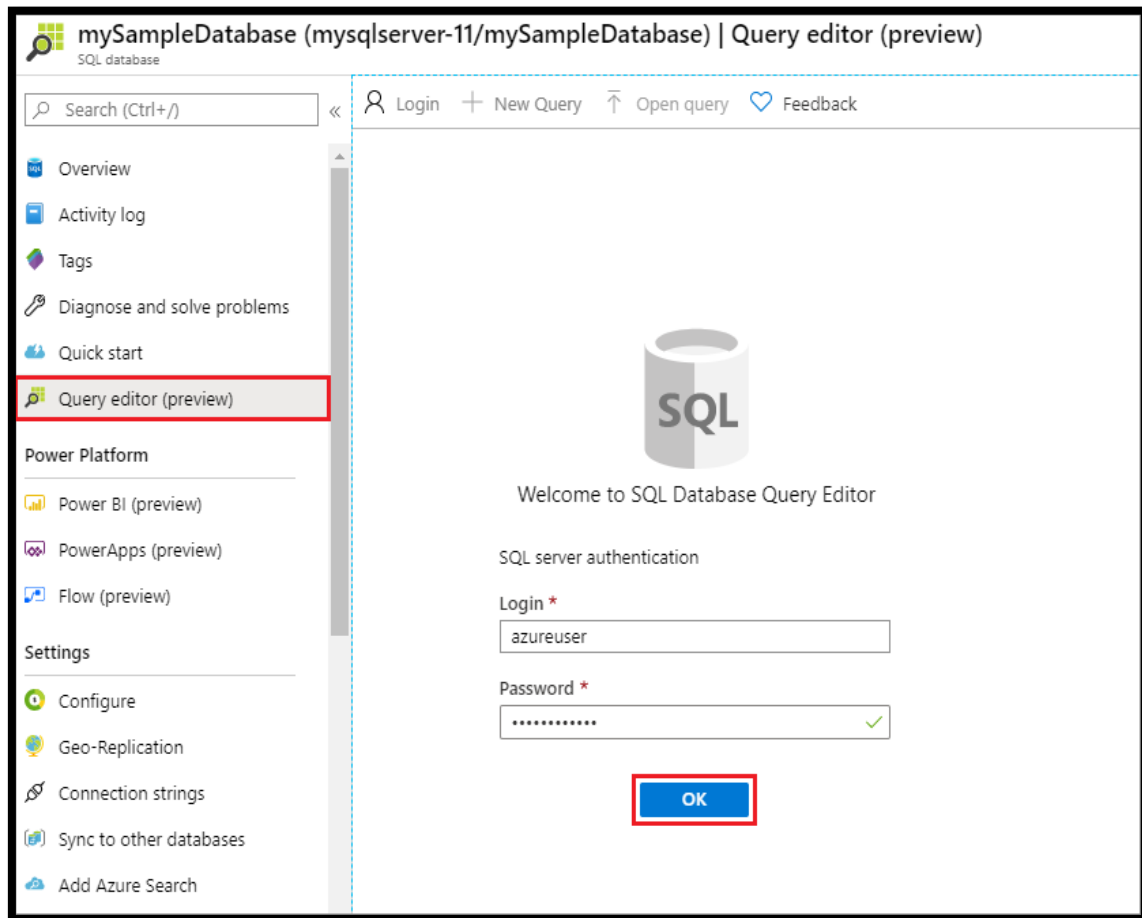 mySampleDatabase (mysqlserver-11/mySampleDatabase) | Query editor (preview)
SQL database
Search (Ctrl+/)
«
Login
New Query
Open query
Feedback
SQL
Overview
Activity log
Tags
Diagnose and solve problems
Quick start
Query editor (preview)
Power Platform
Power BI (preview)
PowerApps (preview)
Flow (preview)
Settings
Configure
Geo-Replication
Connection strings
Sync to other databases
Add Azure Search
SQL
Welcome to SQL Database Query Editor
SQL server authentication
Login *
azureuser
Password *
••••••••••••
OK